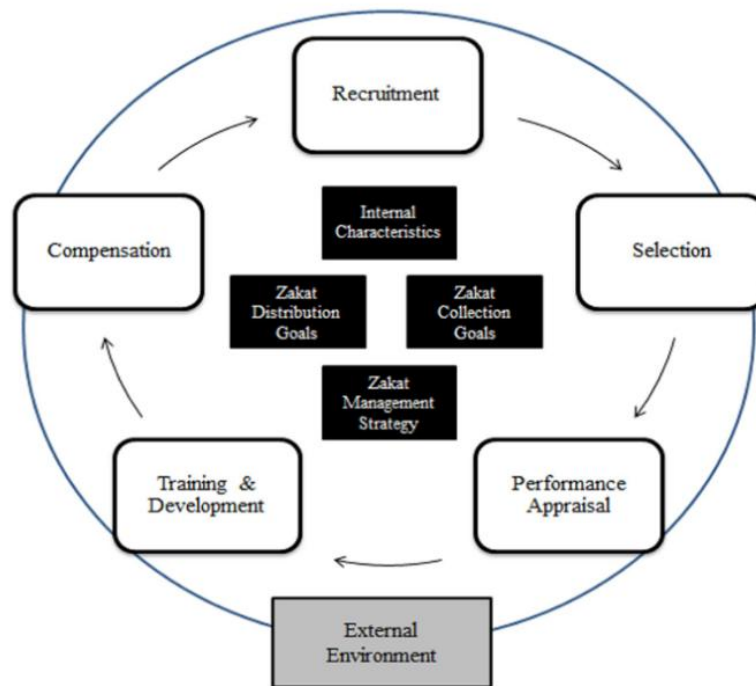 Recruitment
Internal
Characteristics
Compensation
Selection
Zakat
Distribution
Goals
Zakat
Collection
Goals
Zakat
Management
Strategy
Training & 
Development
Performance
Appraisal
External
Environment